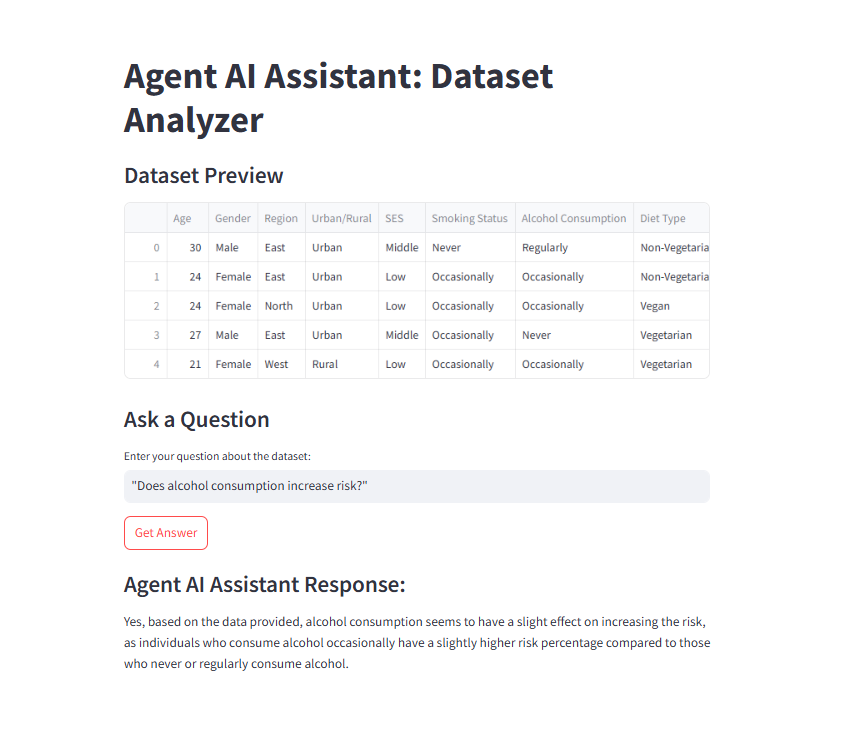 Agent AI Assistant: Dataset
Analyzer
Dataset Preview
Age Gender Region Urban/Rural SES Smoking Status Alcohol Consumption Diet Type
0 30 Male East Urban Middle Never Regularly Non-Vegetaria
1 24 Female East Urban Low Occasionally Occasionally Non-Vegetaria
2 24 Female North Urban Low Occasionally Occasionally Vegan
3 27 Male East Urban Middle Occasionally Never Vegetarian
4 21 Female West Rural Low Occasionally Occasionally Vegetarian
Ask a Question
Enter your question about the dataset:
"Does alcohol consumption increase risk?"
Get Answer
Agent AI Assistant Response:
Yes, based on the data provided, alcohol consumption seems to have a slight effect on increasing the risk,
as individuals who consume alcohol occasionally have a slightly higher risk percentage compared to those
who never or regularly consume alcohol.